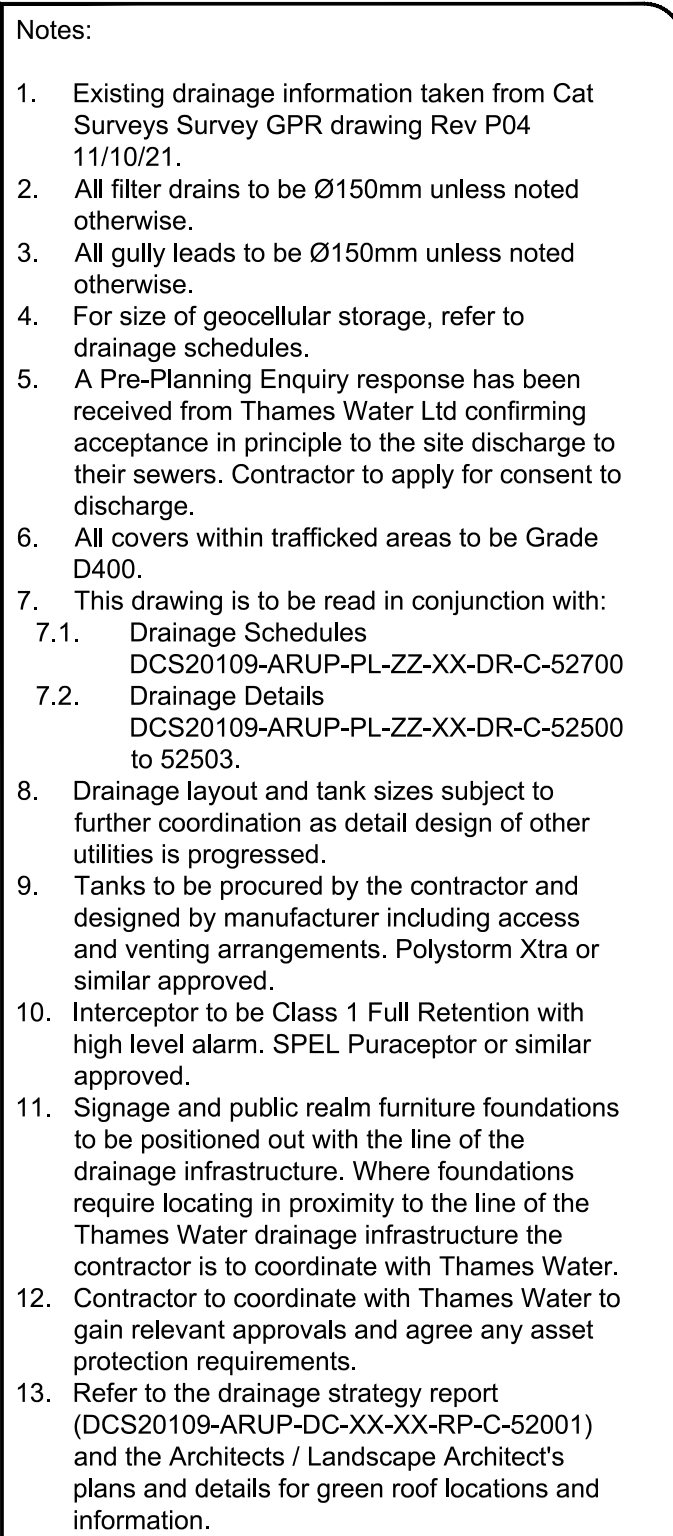 Notes:
1. Existing drainage information taken from Cat
Surveys Survey GPR drawing Rev P04
11/10/21.
2. All filter drains to be Ø150mm unless noted
otherwise.
3. All gully leads to be Ø150mm unless noted
otherwise.
4. For size of geocellular storage, refer to
drainage schedules.
5. A Pre-Planning Enquiry response has been
received from Thames Water Ltd confirming
acceptance in principle to the site discharge to
their sewers. Contractor to apply for consent to
discharge.
6. All covers within trafficked areas to be Grade
D400.
7. This drawing is to be read in conjunction with:
7.1. Drainage Schedules
DCS20109-ARUP-PL-ZZ-XX-DR-C-52700
7.2. Drainage Details
DCS20109-ARUP-PL-ZZ-XX-DR-C-52500
to 52503.
8. Drainage layout and tank sizes subject to
further coordination as detail design of other
utilities is progressed.
9. Tanks to be procured by the contractor and
designed by manufacturer including access
and venting arrangements. Polystorm Xtra or
similar approved.
10. Interceptor to be Class 1 Full Retention with
high level alarm. SPEL Puraceptor or similar
approved.
11. Signage and public realm furniture foundations
to be positioned out with the line of the
drainage infrastructure. Where foundations
require locating in proximity to the line of the
Thames Water drainage infrastructure the
contractor is to coordinate with Thames Water.
12. Contractor to coordinate with Thames Water to
gain relevant approvals and agree any asset
protection requirements.
13. Refer to the drainage strategy report
(DCS20109-ARUP-DC-XX-XX-RP-C-52001)
and the Architects / Landscape Architect's
plans and details for green roof locations and
information.